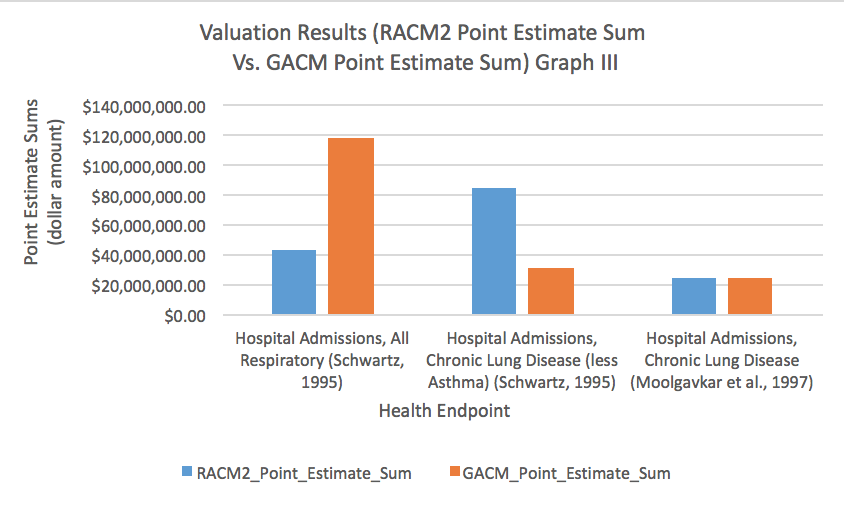 Valuation Results (RACM2 Point Estimate Sum
Vs. GACM Point Estimate Sum) Graph III
Point Estimate Sums
(dollar amount)
$140,000,000.00
$120,000,000.00
$100,000,000.00
$80,000,000.00
$60,000,000.00
$40,000,000.00
$20,000,000.00
$0.00
Hospital Admissions, All
Respiratory (Schwartz,
1995)
Hospital Admissions,
Chronic Lung Disease (less
Asthma) (Schwartz, 1995)
Hospital Admissions,
Chronic Lung Disease
(Moolgavkar et al., 1997)
Health Endpoint
RACM2_Point_Estimate_Sum
GACM_Point_Estimate_Sum